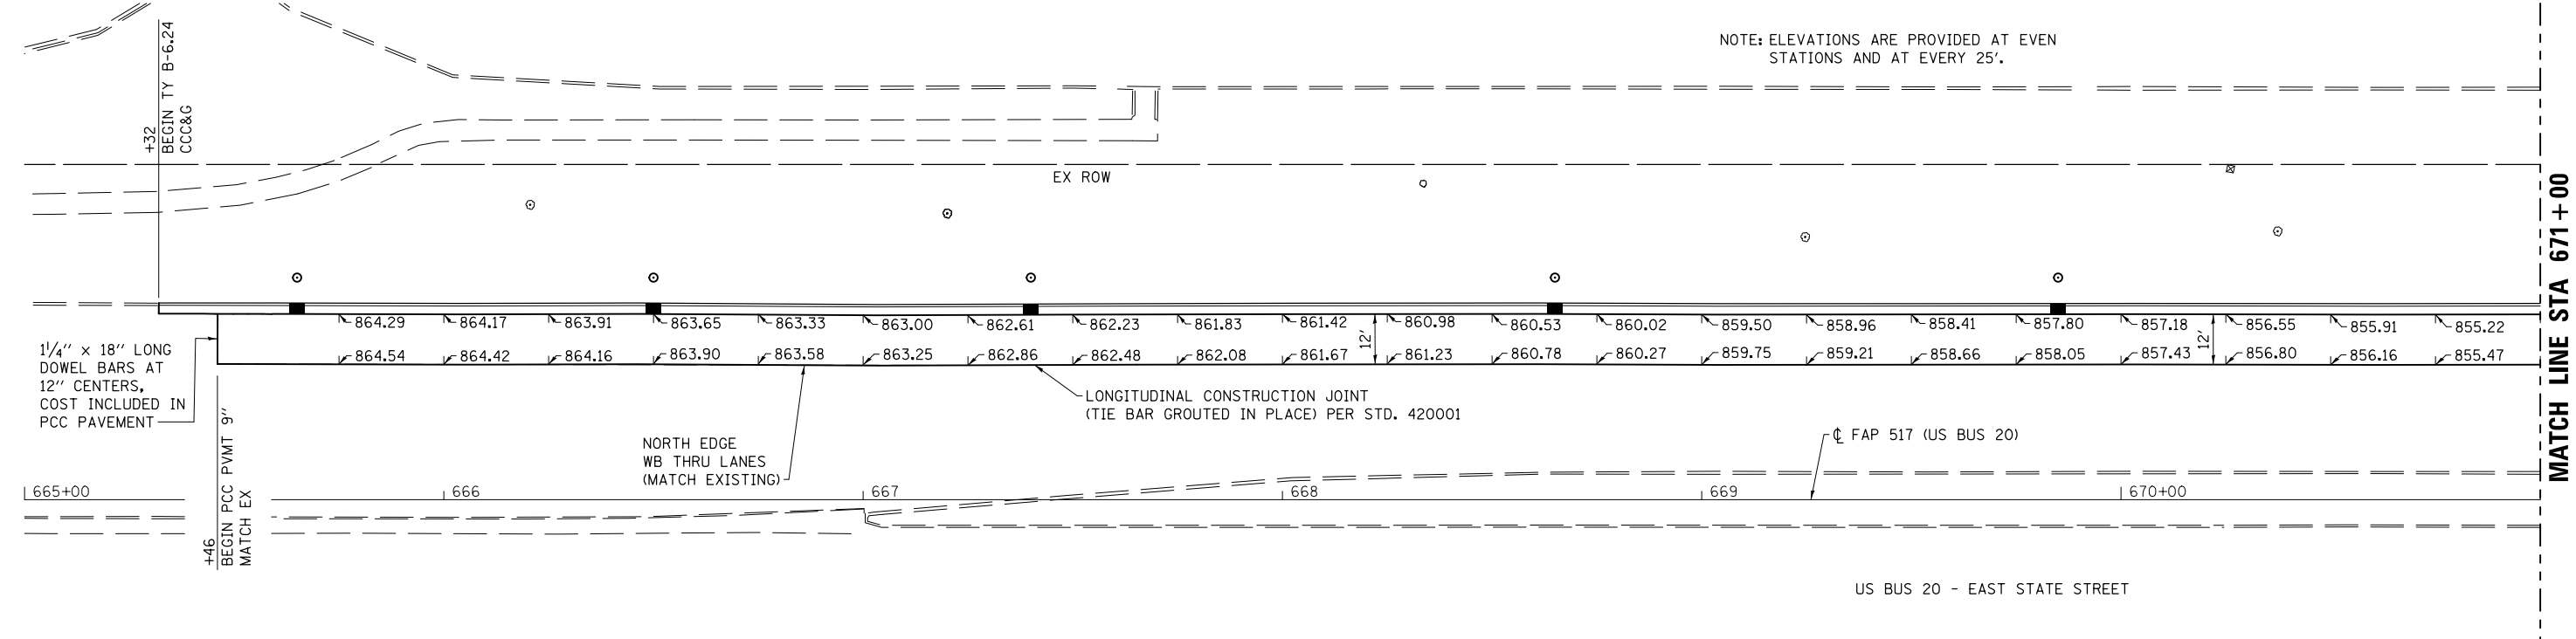 NOTE: ELEVATIONS ARE PROVIDED AT EVEN
STATIONS AND AT EVERY 25'.
+32
BEGIN TY B-6.24
CCC&G
EX ROW
MATCH LINE STA 671+00
864.29 864.17 863.91 863.65 863.33 863.00 862.61 862.23 861.83 861.42 860.98 860.53 860.02 859.50 858.96 858.41 857.80 857.18 856.55 855.91 855.22
12' 12'
864.54 864.42 864.16 863.90 863.58 863.25 862.86 862.48 862.08 861.67 861.23 860.78 860.27 859.75 859.21 858.66 858.05 857.43 856.80 856.16 855.47
1¼" x 18" LONG
DOWEL BARS AT
12" CENTERS,
COST INCLUDED IN
PCC PAVEMENT
LONGITUDINAL CONSTRUCTION JOINT
(TIE BAR GROUTED IN PLACE) PER STD. 420001
NORTH EDGE
WB THRU LANES
(MATCH EXISTING)
℄ FAP 517 (US BUS 20)
665+00 666 667 668 669 670+00
+46
BEGIN PCC PVMT 9"
MATCH EX
US BUS 20 - EAST STATE STREET